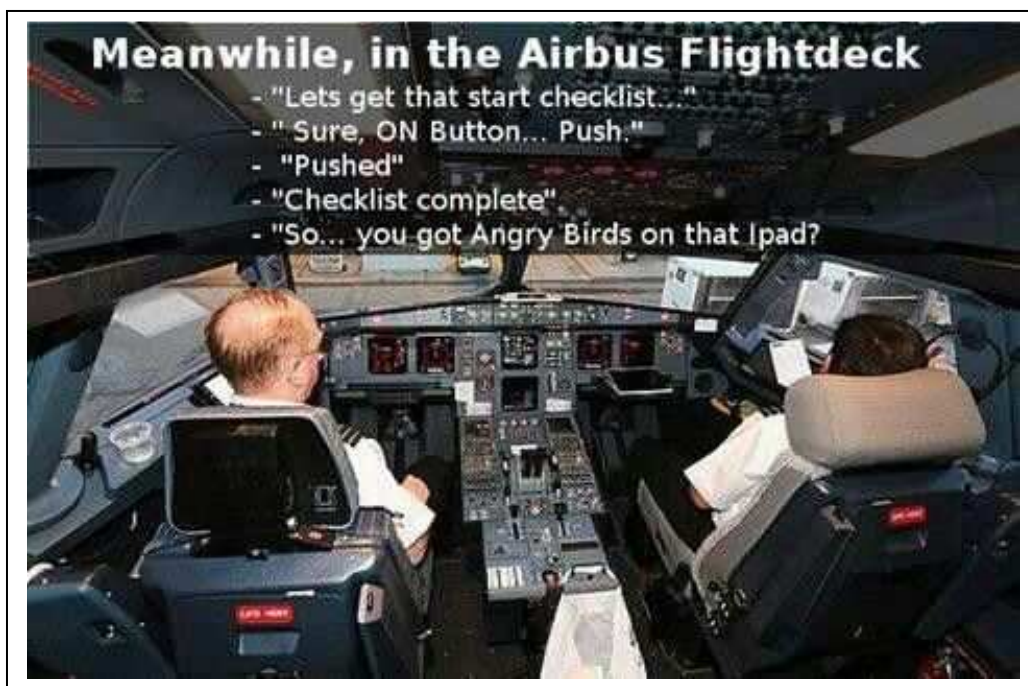 Meanwhile, in the Airbus Flightdeck
- "Lets get that start checklist..."
- " Sure, ON Button... Push."
- "Pushed"
- "Checklist complete"
- "So... you got Angry Birds on that Ipad?